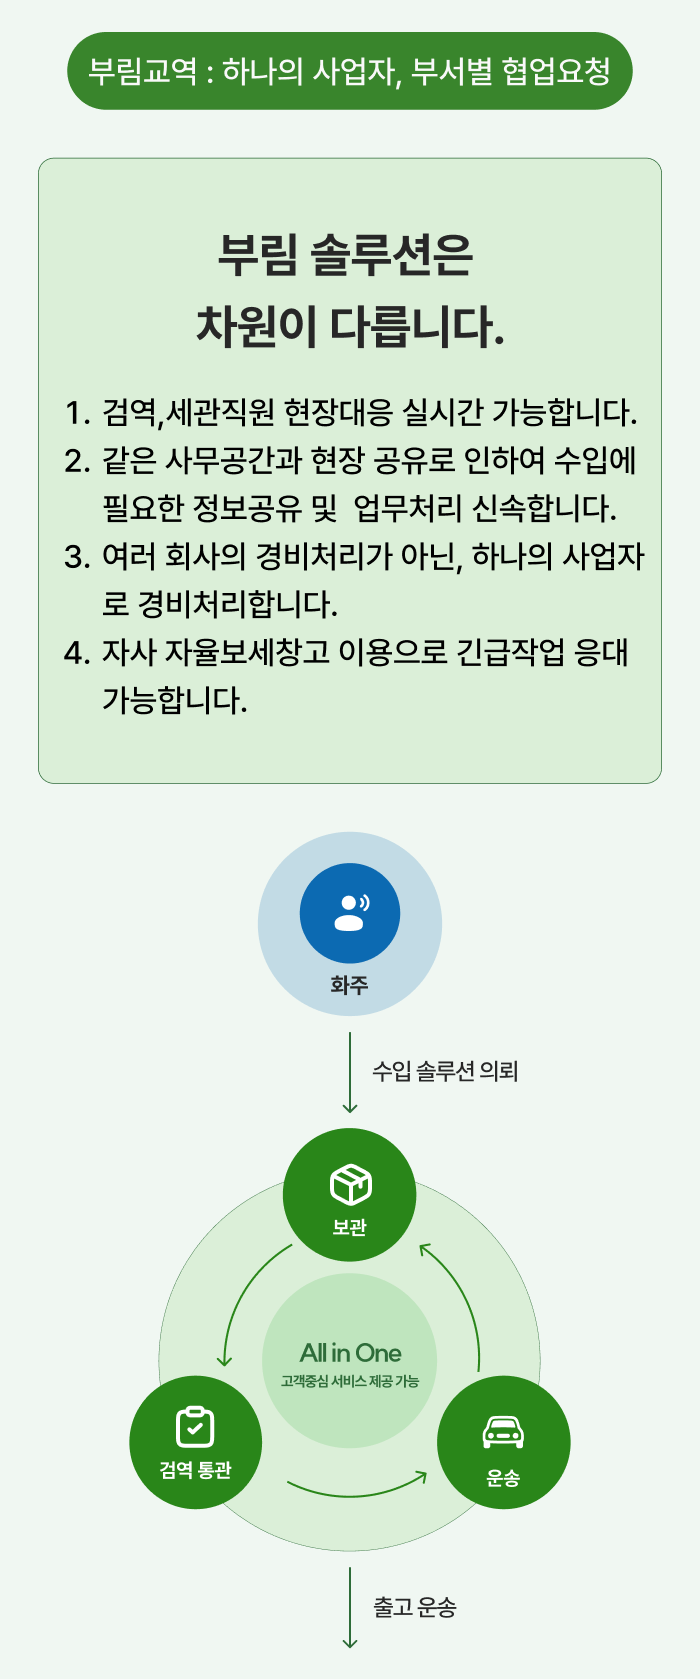 부림교역 : 하나의 사업자, 부서별 협업요청
부림 솔루션은
차원이 다릅니다.
1. 검역,세관직원 현장대응 실시간 가능합니다.
2. 같은 사무공간과 현장 공유로 인하여 수입에
필요한 정보공유 및  업무처리 신속합니다.
3. 여러 회사의 경비처리가 아닌, 하나의 사업자
로 경비처리합니다.
4. 자사 자율보세창고 이용으로 긴급작업 응대
가능합니다.
화주
수입 솔루션 의뢰
보관
All in One
고객중심 서비스 제공 가능
검역 통관
운송
출고 운송